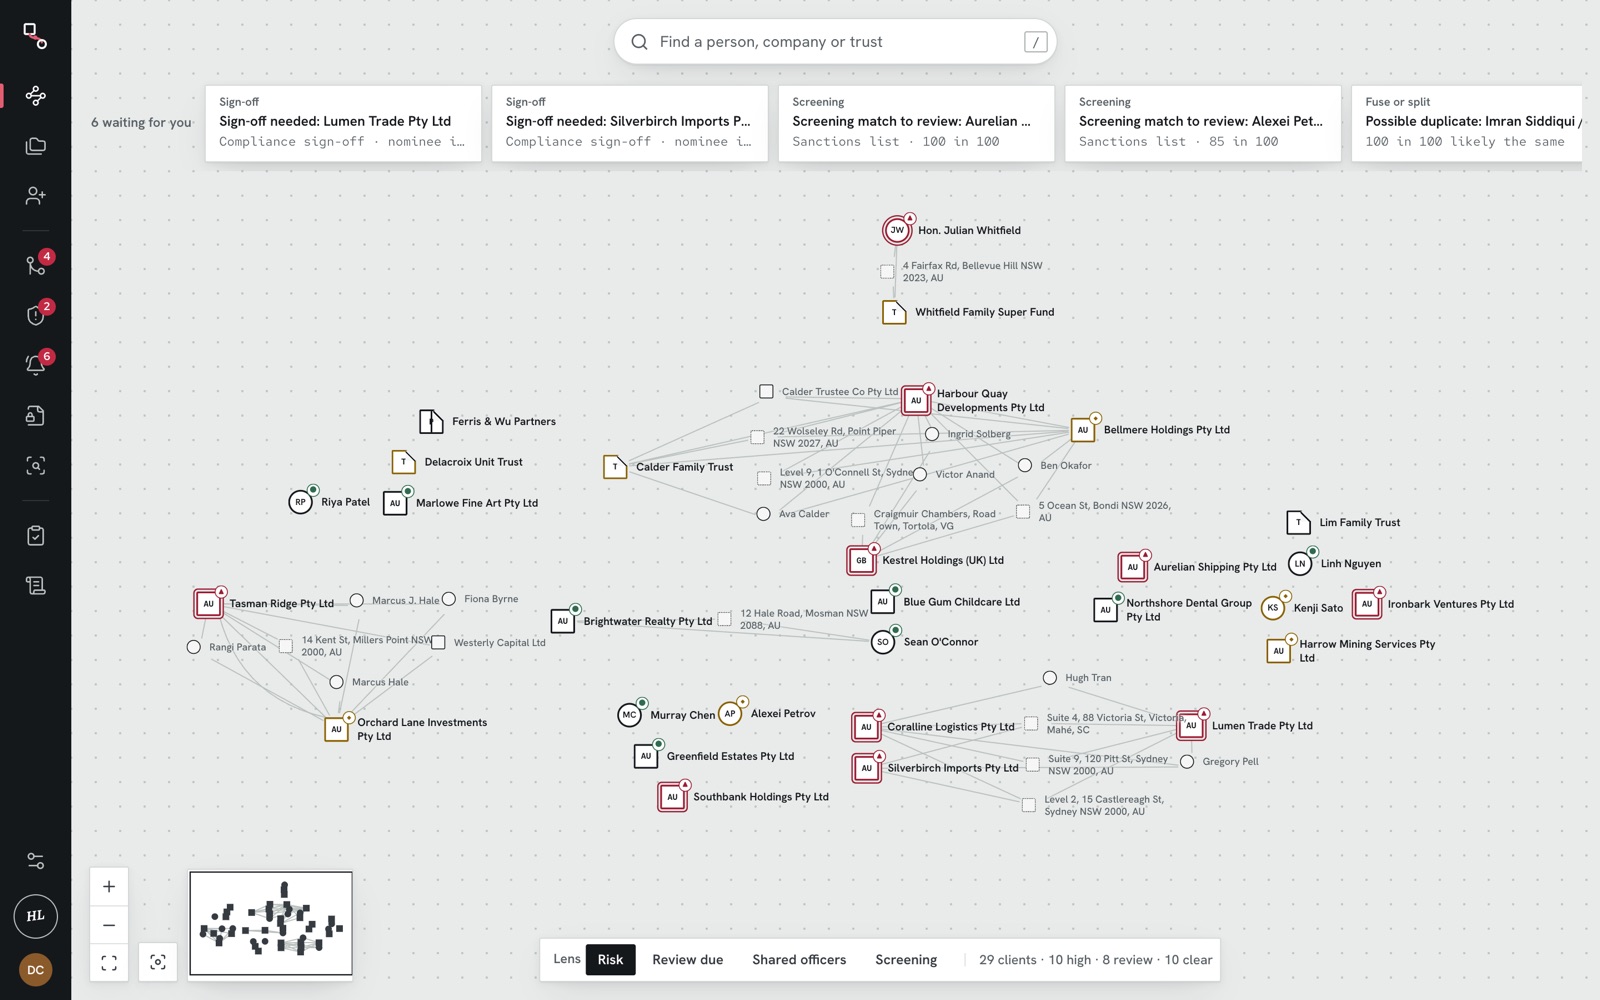 Find a person, company or trust
/
6 waiting for you
Sign-off
Sign-off needed: Lumen Trade Pty Ltd
Compliance sign-off · nominee i…
Sign-off
Sign-off needed: Silverbirch Imports P…
Compliance sign-off · nominee i…
Screening
Screening match to review: Aurelian …
Sanctions list · 100 in 100
Screening
Screening match to review: Alexei Pet…
Sanctions list · 85 in 100
Fuse or split
Possible duplicate: Imran Siddiqui /
100 in 100 likely the same
4
2
6
JW
Hon. Julian Whitfield
4 Fairfax Rd, Bellevue Hill NSW
2023, AU
T
Whitfield Family Super Fund
Calder Trustee Co Pty Ltd
AU
Harbour Quay
Developments Pty Ltd
Ferris & Wu Partners
22 Wolseley Rd, Point Piper
NSW 2027, AU
Ingrid Solberg
AU
Bellmere Holdings Pty Ltd
T
Delacroix Unit Trust
T
Calder Family Trust
Level 9, 1 O'Connell St, Sydney
NSW 2000, AU
Victor Anand
Ben Okafor
RP
Riya Patel
AU
Marlowe Fine Art Pty Ltd
Ava Calder
Craigmuir Chambers, Road
Town, Tortola, VG
5 Ocean St, Bondi NSW 2026,
AU
T
Lim Family Trust
GB
Kestrel Holdings (UK) Ltd
AU
Aurelian Shipping Pty Ltd
LN
Linh Nguyen
AU
Tasman Ridge Pty Ltd
Marcus J. Hale
Fiona Byrne
AU
Blue Gum Childcare Ltd
AU
Northshore Dental Group
Pty Ltd
KS
Kenji Sato
AU
Ironbark Ventures Pty Ltd
AU
Brightwater Realty Pty Ltd
12 Hale Road, Mosman NSW
2088, AU
Rangi Parata
14 Kent St, Millers Point NSW
2000, AU
Westerly Capital Ltd
SO
Sean O'Connor
AU
Harrow Mining Services Pty
Ltd
Marcus Hale
Hugh Tran
AU
Orchard Lane Investments
Pty Ltd
MC
Murray Chen
AP
Alexei Petrov
AU
Coralline Logistics Pty Ltd
Suite 4, 88 Victoria St, Victoria,
Mahé, SC
AU
Lumen Trade Pty Ltd
AU
Greenfield Estates Pty Ltd
AU
Silverbirch Imports Pty Ltd
Suite 9, 120 Pitt St, Sydney
NSW 2000, AU
Gregory Pell
AU
Southbank Holdings Pty Ltd
Level 2, 15 Castlereagh St,
Sydney NSW 2000, AU
HL
DC
Lens
Risk
Review due
Shared officers
Screening
29 clients · 10 high · 8 review · 10 clear